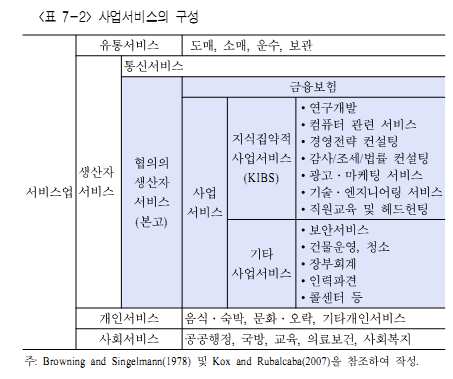 <표 7-2> 사업서비스의 구성
유통서비스 도매, 소매, 운수, 보관
통신서비스
금융보험
서비스업
생산자
서비스
협의의
생산자
서비스
(본고)
사업
서비스
지식집약적
사업서비스
(KIBS)
• 연구개발
• 컴퓨터 관련 서비스
• 경영전략 컨설팅
• 감사/조세/법률 컨설팅
• 광고·마케팅 서비스
• 기술·엔지니어링 서비스
• 직원교육 및 헤드헌팅
기타
사업서비스
• 보안서비스
• 건물운영, 청소
• 장부회계
• 인력파견
• 콜센터 등
개인서비스 음식·숙박, 문화·오락, 기타개인서비스
사회서비스 공공행정, 국방, 교육, 의료보건, 사회복지
주: Browning and Singelmann(1978) 및 Kox and Rubalcaba(2007)을 참조하여 작성.